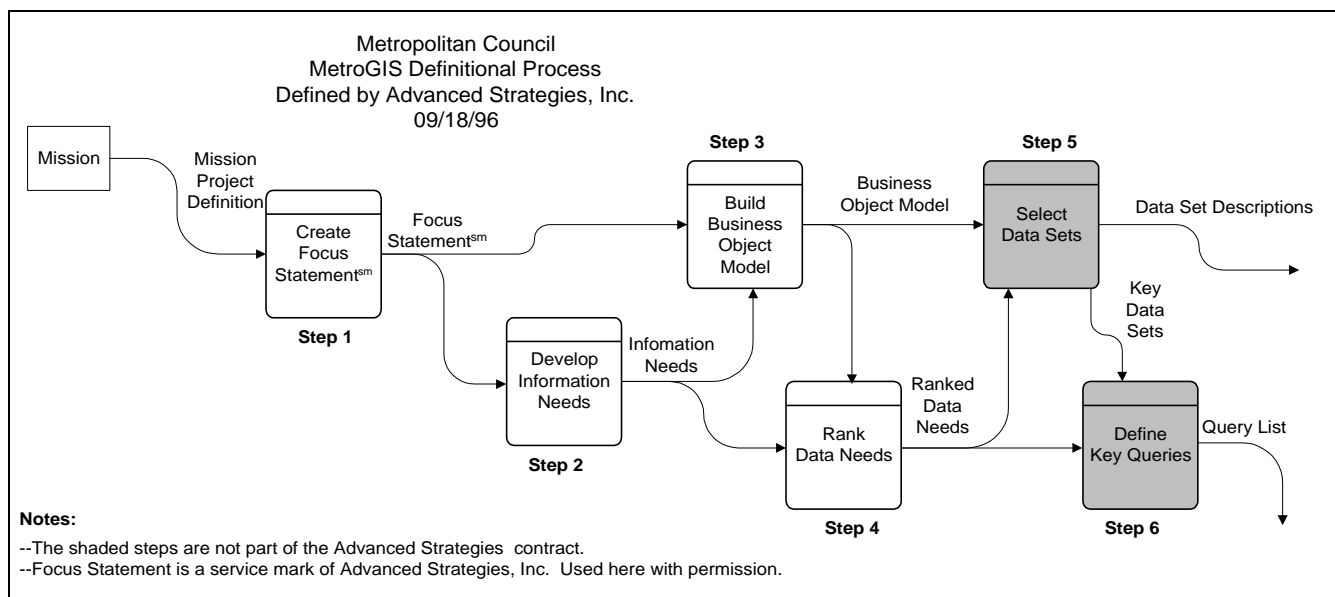 Metropolitan Council
MetroGIS Definitional Process
Defined by Advanced Strategies, Inc.
09/18/96
Mission
Mission
Project
Definition
Create
Focus
Statementsm
Step 1
Focus
Statementsm
Develop
Information
Needs
Step 2
Infomation
Needs
Step 3
Build
Business
Object
Model
Business
Object Model
Rank
Data Needs
Step 4
Ranked
Data
Needs
Step 5
Select
Data Sets
Data Set Descriptions
Key
Data
Sets
Define
Key Queries
Step 6
Query List
Notes:
--The shaded steps are not part of the Advanced Strategies contract.
--Focus Statement is a service mark of Advanced Strategies, Inc. Used here with permission.